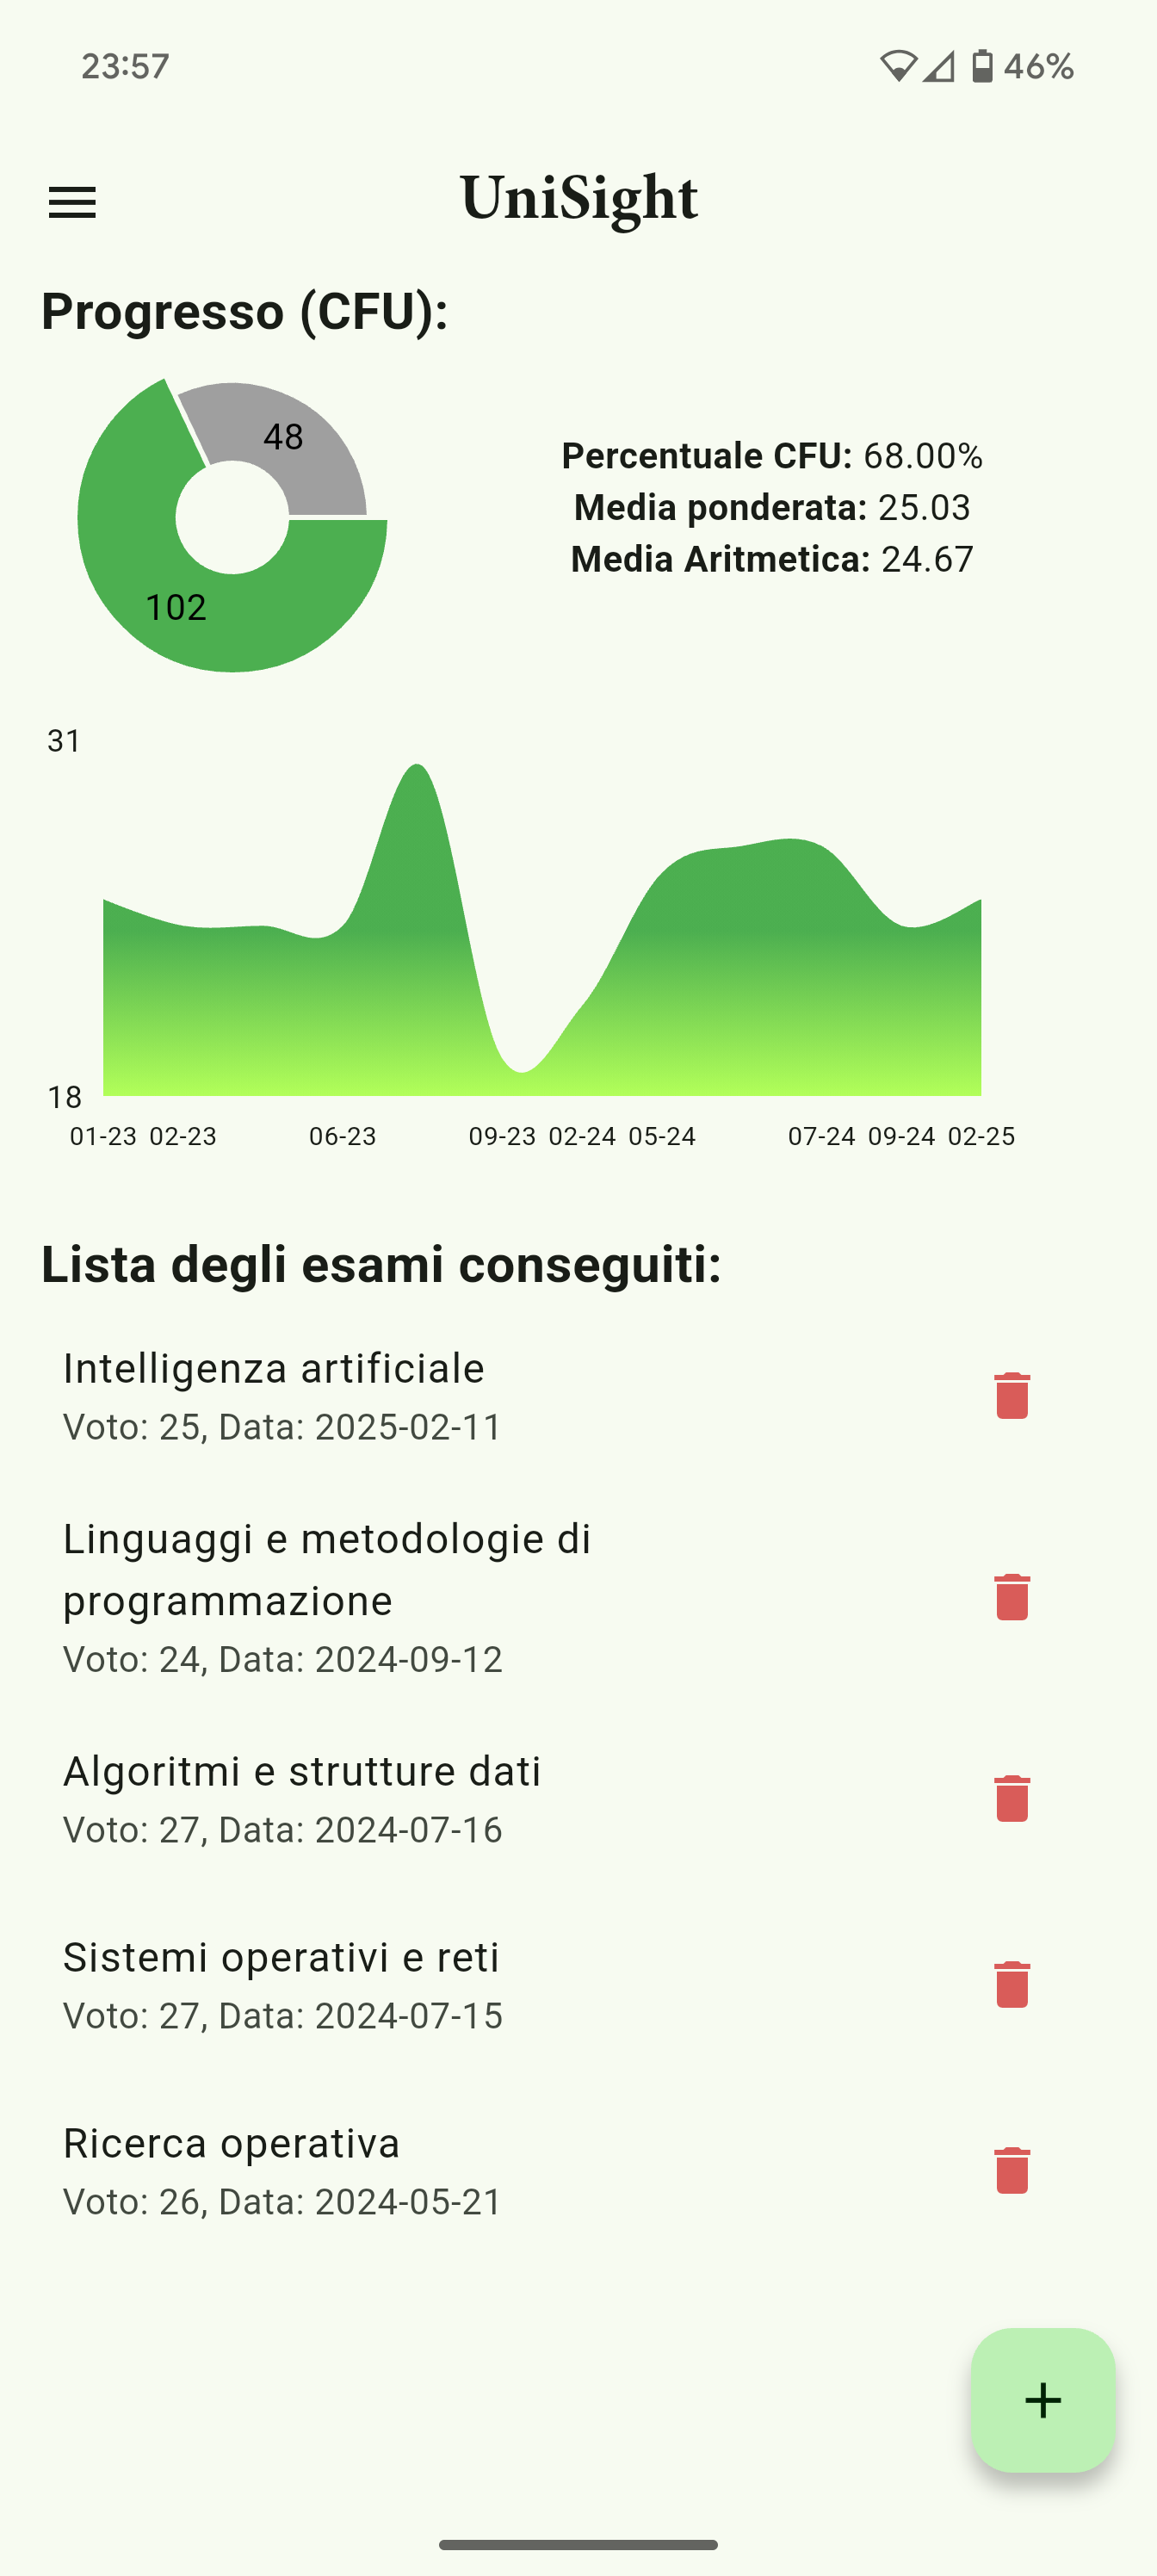 23:57
46%
UniSight
Progresso (CFU):
48
102
Percentuale CFU: 68.00%
Media ponderata: 25.03
Media Aritmetica: 24.67
31
18
01-23 02-23 06-23 09-23 02-24 05-24 07-24 09-24 02-25
Lista degli esami conseguiti:
Intelligenza artificiale
Voto: 25, Data: 2025-02-11
Linguaggi e metodologie di
programmazione
Voto: 24, Data: 2024-09-12
Algoritmi e strutture dati
Voto: 27, Data: 2024-07-16
Sistemi operativi e reti
Voto: 27, Data: 2024-07-15
Ricerca operativa
Voto: 26, Data: 2024-05-21
+